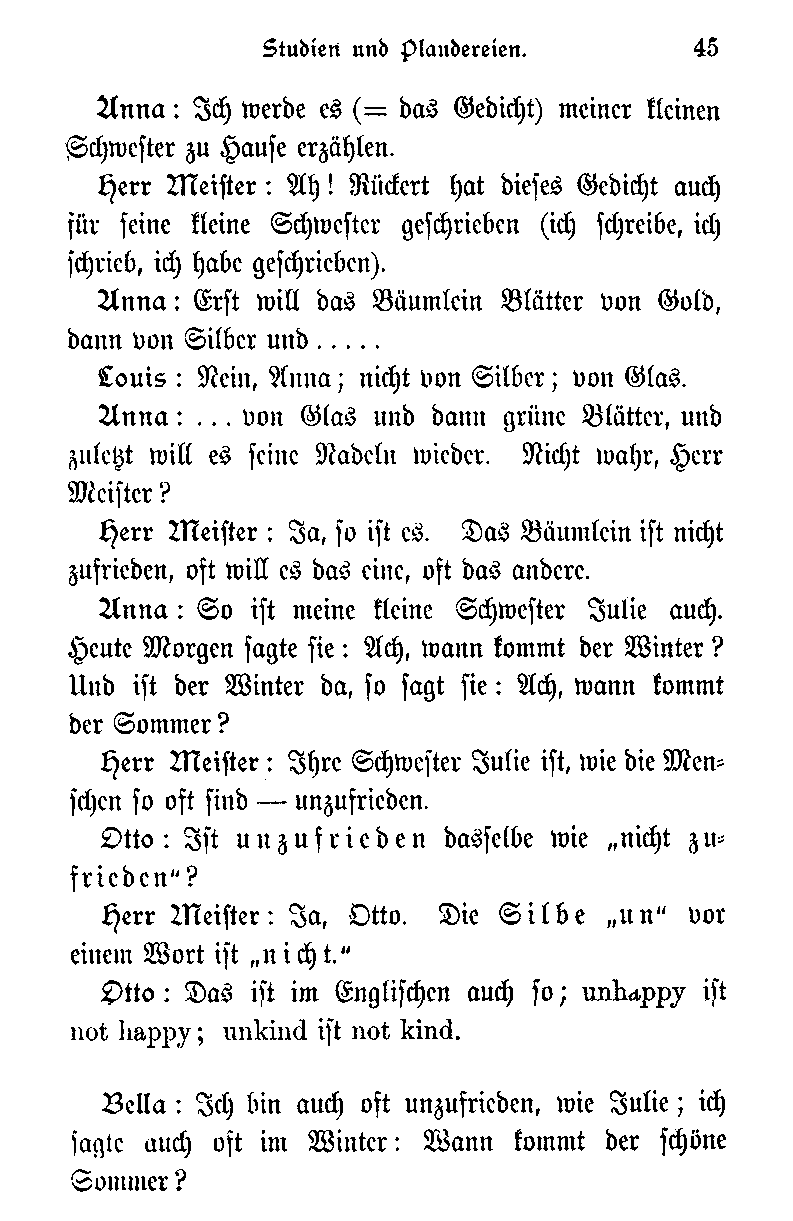 Studien und Plaudereien. 45
Anna: Ich werde es (= das Gedicht) meiner kleinen
Schwester zu Hause erzählen.
Herr Meister: Ah! Rückert hat dieses Gedicht auch
für seine kleine Schwester geschrieben (ich schreibe, ich
schrieb, ich habe geschrieben).
Anna: Erst will das Bäumlein Blätter von Gold,
dann von Silber und . . . . .
Louis: Nein, Anna; nicht von Silber; von Glas.
Anna: . . . von Glas und dann grüne Blätter, und
zuletzt will es seine Nadeln wieder. Nicht wahr, Herr
Meister?
Herr Meister: Ja, so ist es. Das Bäumlein ist nicht
zufrieden, oft will es das eine, oft das andere.
Anna: So ist meine kleine Schwester Julie auch.
Heute Morgen sagte sie: Ach, wann kommt der Winter?
Und ist der Winter da, so sagt sie: Ach, wann kommt
der Sommer?
Herr Meister: Ihre Schwester Julie ist, wie die Men-
schen so oft sind — unzufrieden.
Otto: Ist unzufrieden dasselbe wie „nicht zu-
frieden“?
Herr Meister: Ja, Otto. Die Silbe „un“ vor
einem Wort ist „nicht.“
Otto: Das ist im Englischen auch so; unhappy ist
not happy; unkind ist not kind.
Bella: Ich bin auch oft unzufrieden, wie Julie; ich
sagte auch oft im Winter: Wann kommt der schöne
Sommer?